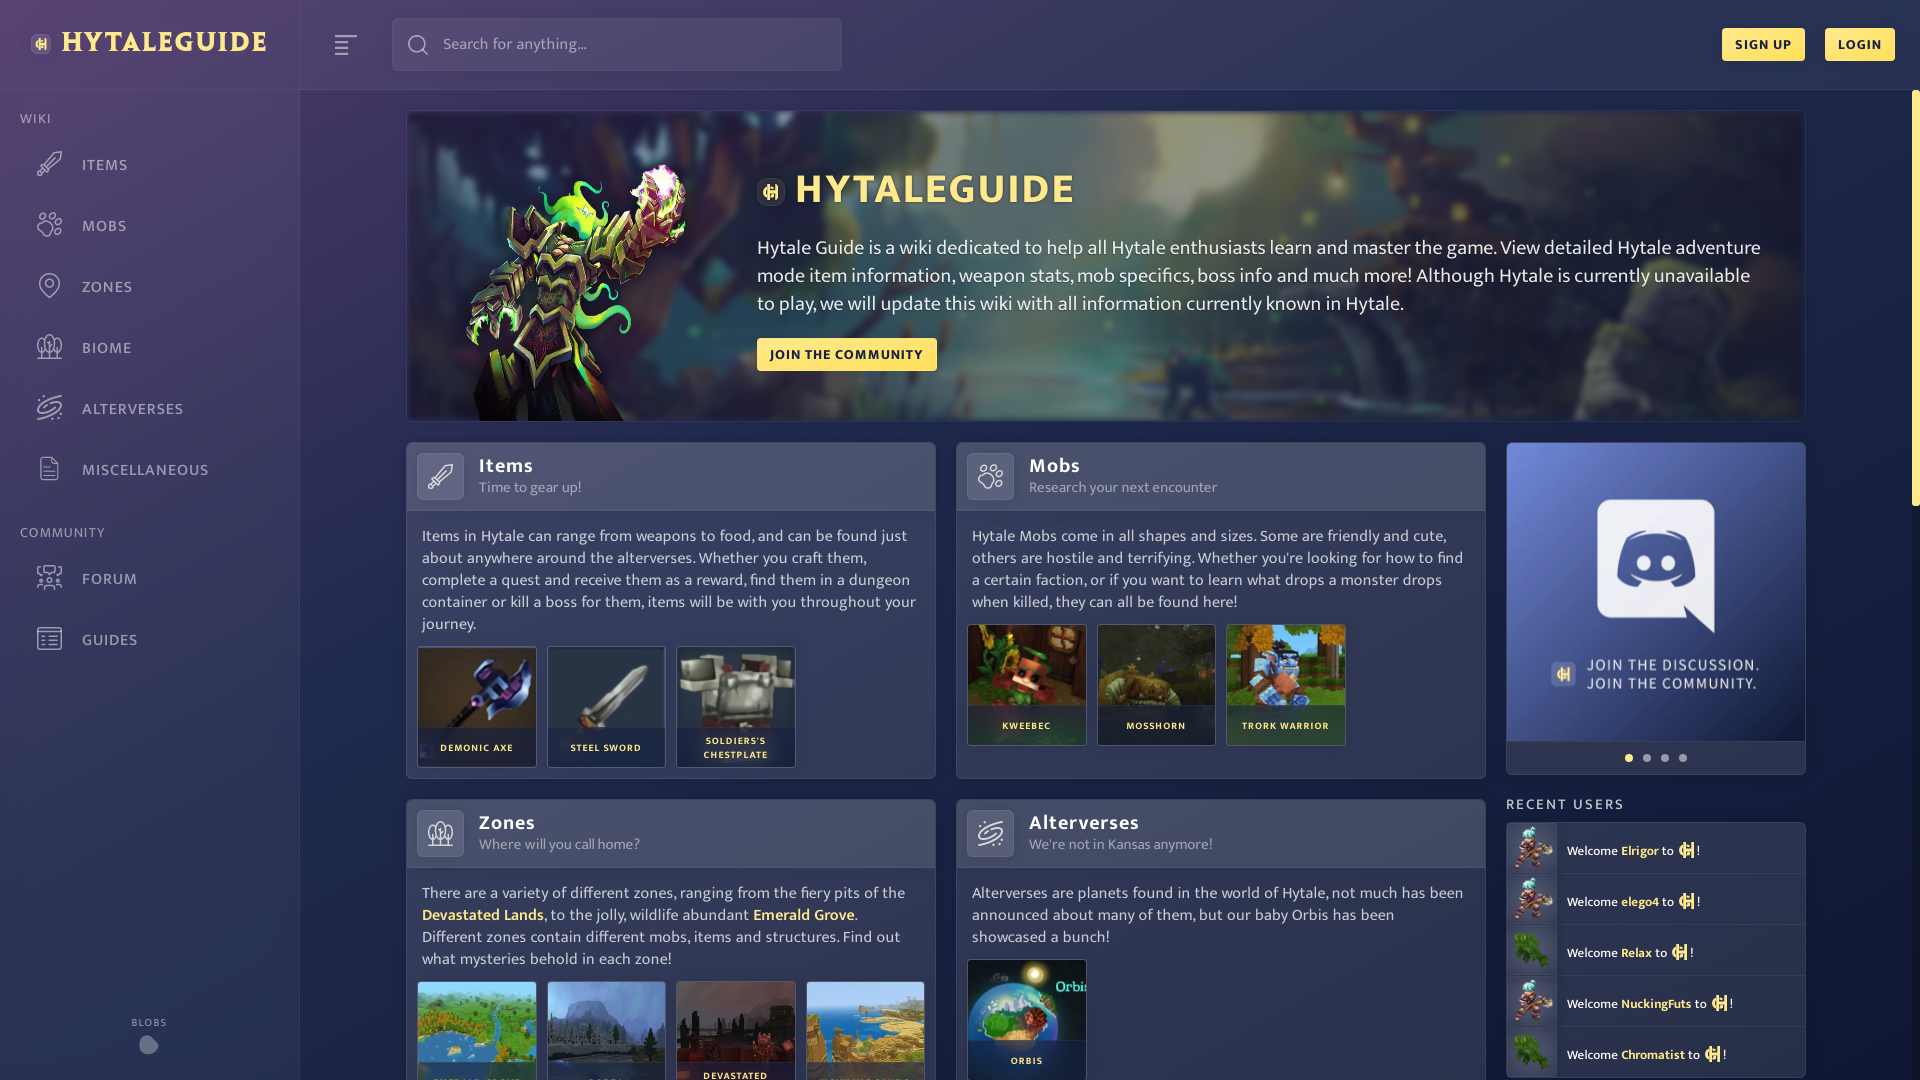 HYTALEGUIDE
Search for anything...
SIGN UP
LOGIN
WIKI
ITEMS
MOBS
ZONES
BIOME
ALTERVERSES
MISCELLANEOUS
COMMUNITY
FORUM
GUIDES
BLOBS
HYTALEGUIDE
Hytale Guide is a wiki dedicated to help all Hytale enthusiasts learn and master the game. View detailed Hytale adventure
mode item information, weapon stats, mob specifics, boss info and much more! Although Hytale is currently unavailable
to play, we will update this wiki with all information currently known in Hytale.
JOIN THE COMMUNITY
Items
Time to gear up!
Items in Hytale can range from weapons to food, and can be found just
about anywhere around the alterverses. Whether you craft them,
complete a quest and receive them as a reward, find them in a dungeon
container or kill a boss for them, items will be with you throughout your
journey.
DEMONIC AXE
STEEL SWORD
SOLDIERS'S
CHESTPLATE
Mobs
Research your next encounter
Hytale Mobs come in all shapes and sizes. Some are friendly and cute,
others are hostile and terrifying. Whether you're looking for how to find
a certain faction, or if you want to learn what drops a monster drops
when killed, they can all be found here!
KWEEBEC
MOSSHORN
TRORK WARRIOR
JOIN THE DISCUSSION.
JOIN THE COMMUNITY.
Zones
Where will you call home?
There are a variety of different zones, ranging from the fiery pits of the
Devastated Lands, to the jolly, wildlife abundant Emerald Grove.
Different zones contain different mobs, items and structures. Find out
what mysteries behold in each zone!
DEVASTATED
Alterverses
We're not in Kansas anymore!
Alterverses are planets found in the world of Hytale, not much has been
announced about many of them, but our baby Orbis has been
showcased a bunch!
Orbis
ORBIS
RECENT USERS
Welcome Elrigor to !
Welcome elego4 to !
Welcome Relax to !
Welcome NuckingFuts to !
Welcome Chromatist to !